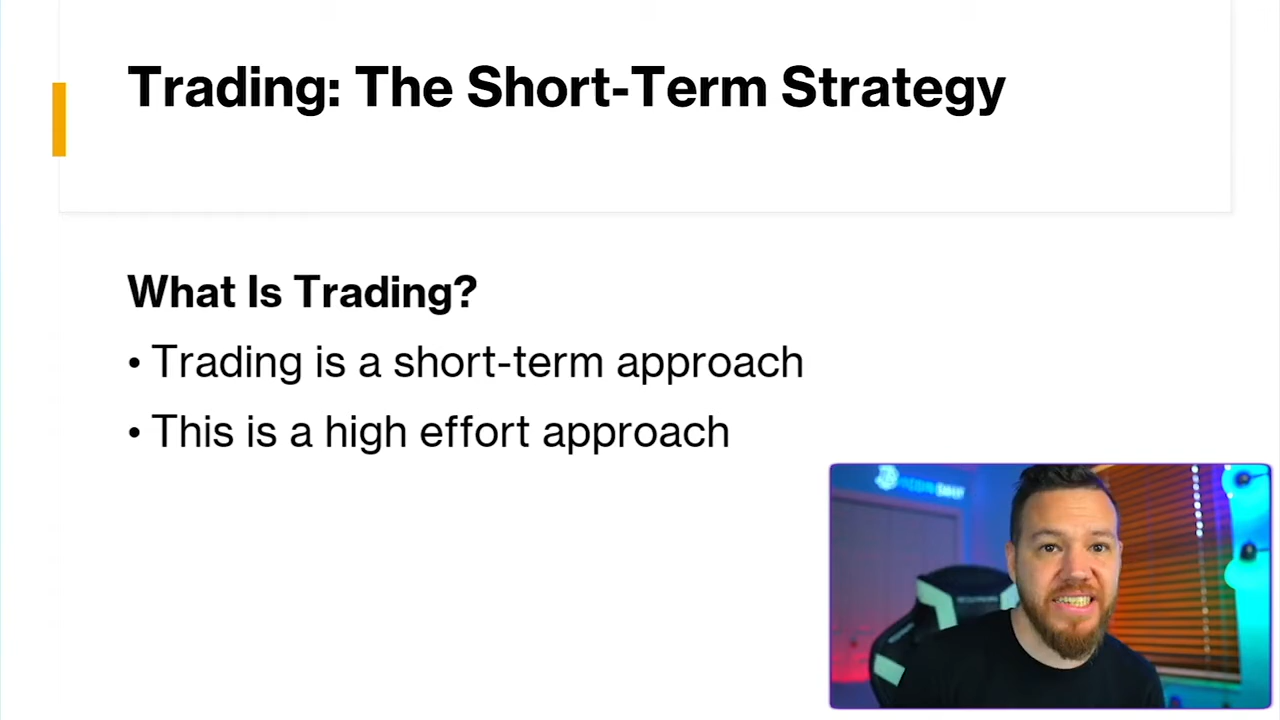 Trading: The Short-Term Strategy
What Is Trading?
• Trading is a short-term approach
• This is a high effort approach